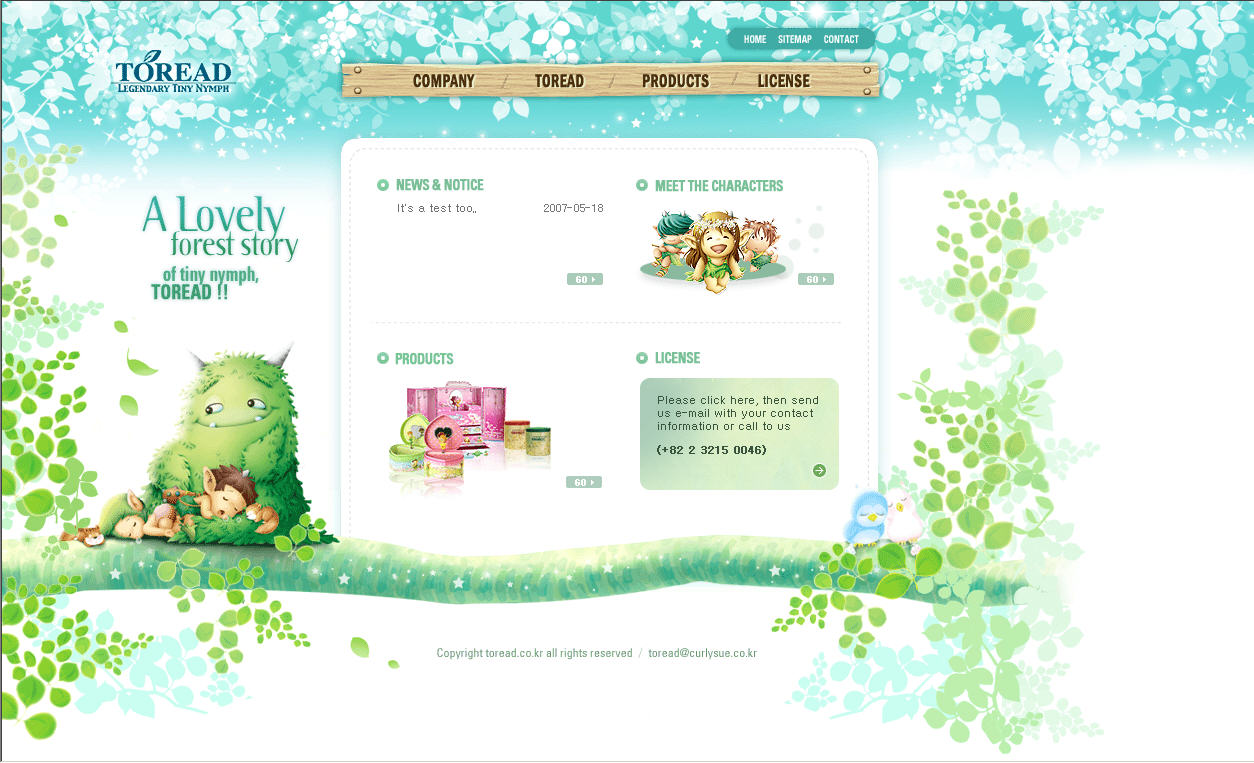 HOME SITEMAP CONTACT
TOREAD
LEGENDARY TINY NYMPH
COMPANY / TOREAD / PRODUCTS / LICENSE
A Lovely
forest story
of tiny nymph,
TOREAD !!
NEWS & NOTICE
It's a test too,, 2007-05-18
GO
MEET THE CHARACTERS
GO
PRODUCTS
GO
LICENSE
Please click here, then send
us e-mail with your contact
information or call to us
(+82 2 3215 0046)
Copyright toread.co.kr all rights reserved / toread@curlysue.co.kr